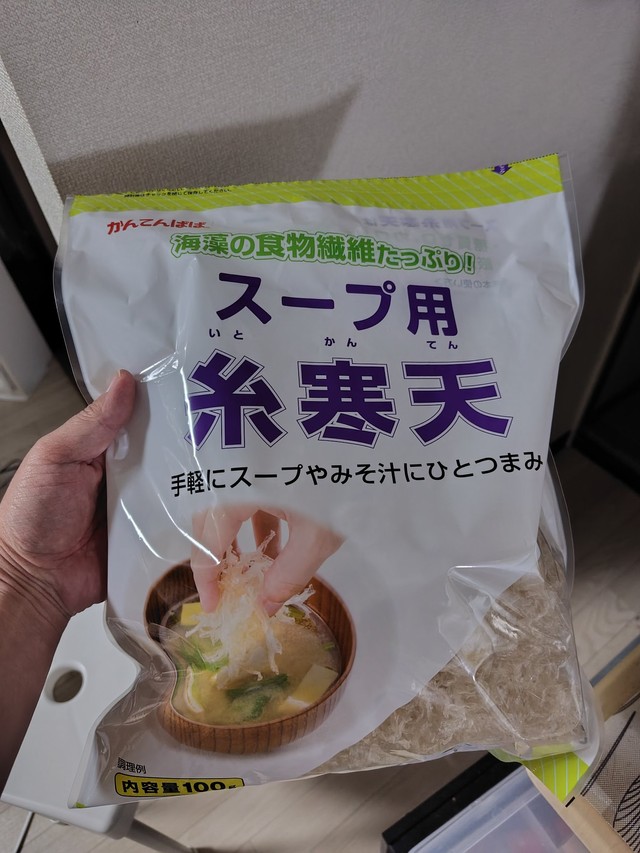 かんてんぱぱ
海藻の食物繊維たっぷり!
スープ用
いと かん てん
糸寒天
手軽にスープやみそ汁にひとつまみ
調理例
内容量100g